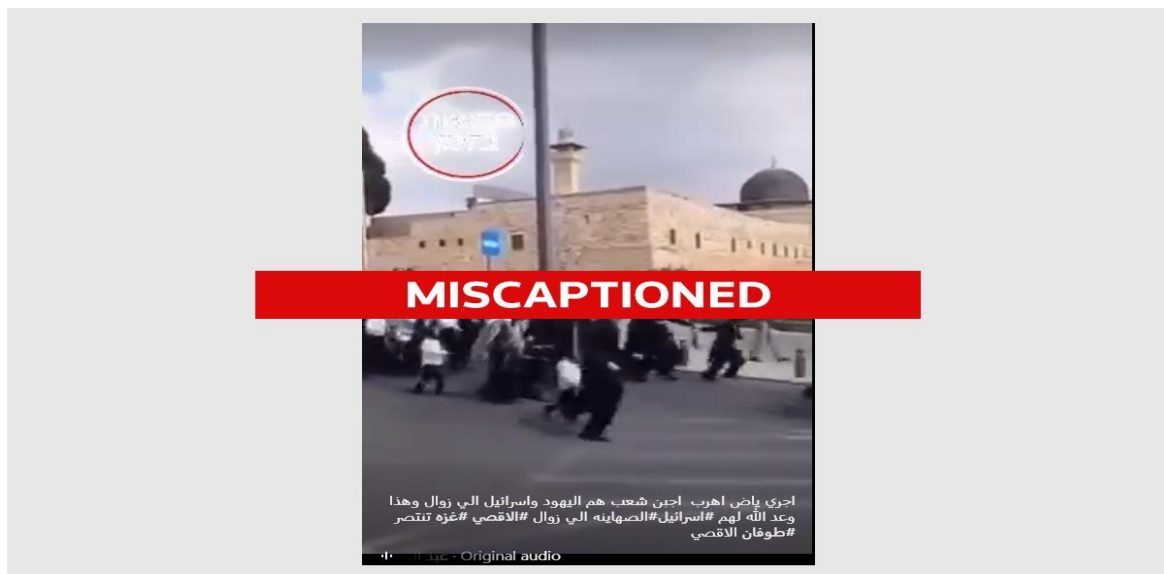 MISCAPTIONED
اجري ياض اهرب اجبن شعب هم اليهود واسرائيل الي زوال وهذا
وعد الله لهم #اسرائيل#الصهاينه الي زوال #الاقصي #غزه تنتصر
#طوفان الاقصي
Original audio